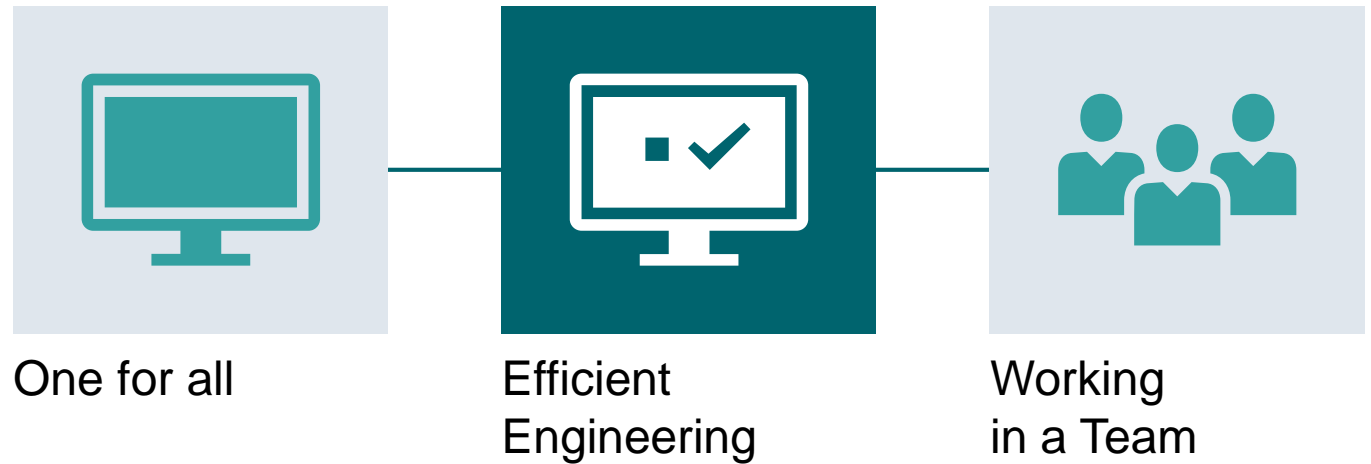 One for all
Efficient
Engineering
Working
in a Team